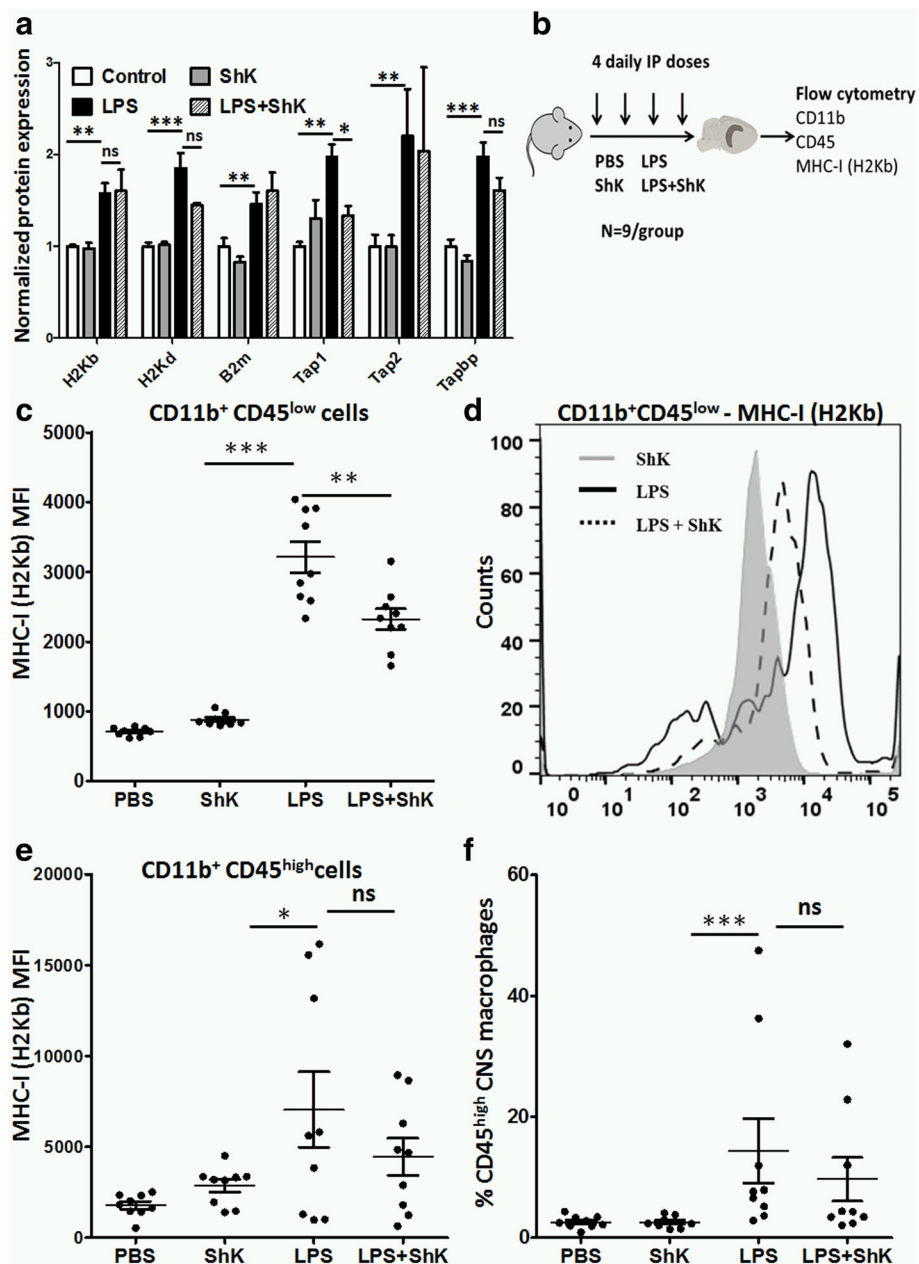 a
Normalized protein expression
3
2
1
0
Control
ShK
LPS
LPS+ShK
** ns
*** ns
**
** *
**
*** ns
H2Kb
H2Kd
B2m
Tap1
Tap2
Tapbp
b
4 daily IP doses
PBS LPS
ShK LPS+ShK
N=9/group
Flow cytometry
CD11b
CD45
MHC-I (H2Kb)
c
CD11b+ CD45low cells
MHC-I (H2Kb) MFI
5000
4000
3000
2000
1000
0
***
**
PBS ShK LPS LPS+ShK
d
CD11b+CD45low - MHC-I (H2Kb)
Counts
100
80
60
40
20
0
ShK
LPS
LPS + ShK
10^0 10^1 10^2 10^3 10^4 10^5
e
CD11b+ CD45high cells
MHC-I (H2Kb) MFI
20000
15000
10000
5000
0
*
ns
PBS ShK LPS LPS+ShK
f
% CD45high CNS macrophages
60
40
20
0
***
ns
PBS ShK LPS LPS+ShK